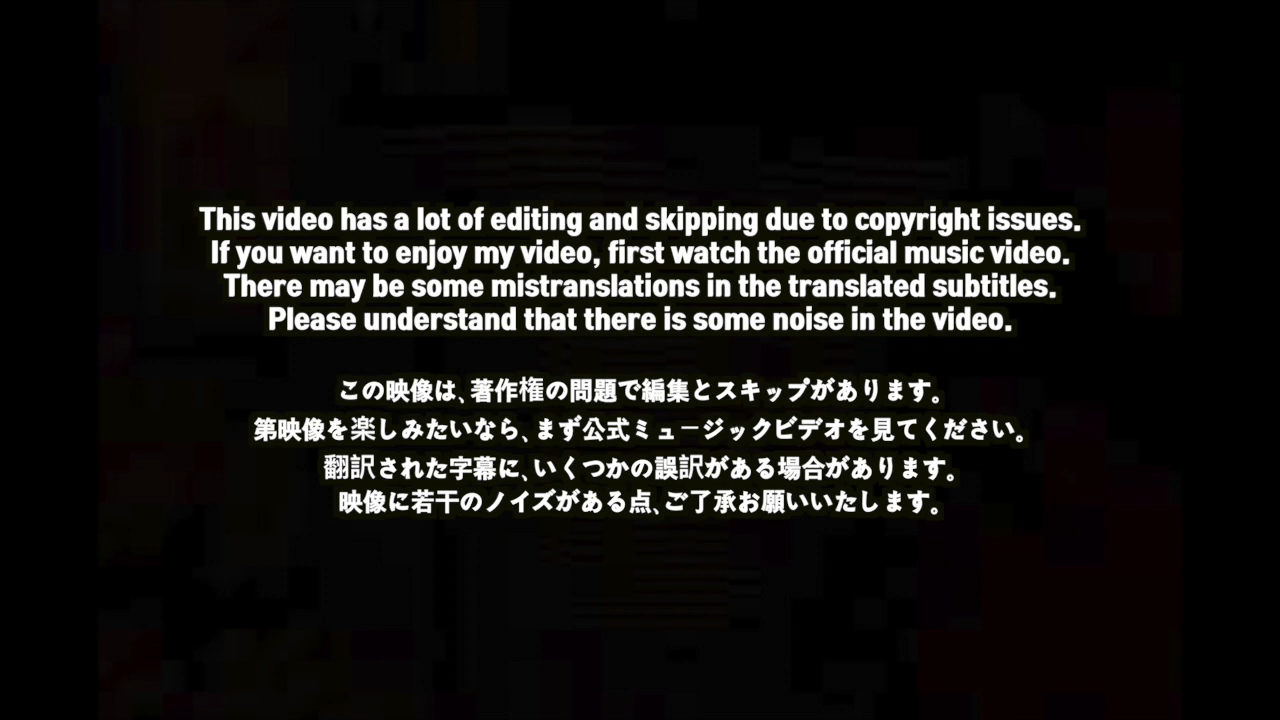 This video has a lot of editing and skipping due to copyright issues.
If you want to enjoy my video, first watch the official music video.
There may be some mistranslations in the translated subtitles.
Please understand that there is some noise in the video.
この映像は、著作権の問題で編集とスキップがあります。
第映像を楽しみたいなら、まず公式ミュージックビデオを見てください。
翻訳された字幕に、いくつかの誤訳がある場合があります。
映像に若干のノイズがある点、ご了承お願いいたします。